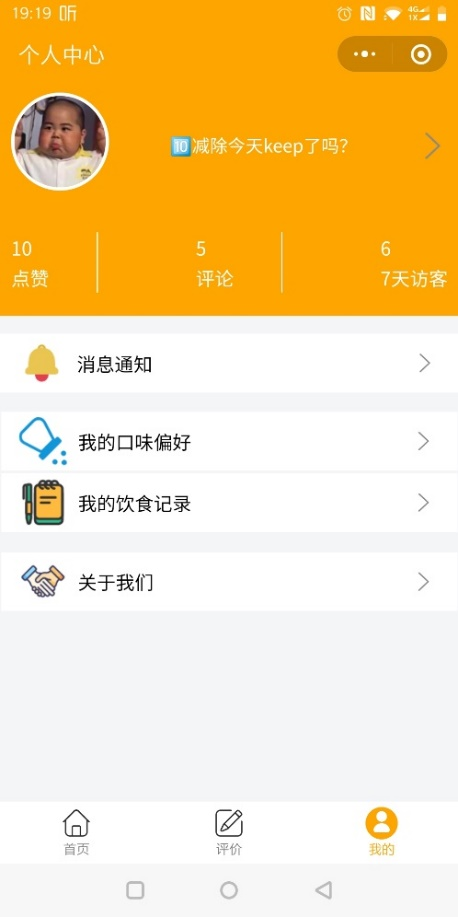 19:19 听
4G
1X
个人中心
🔟减除今天keep了吗?
10
点赞
5
评论
6
7天访客
消息通知
我的口味偏好
我的饮食记录
关于我们
首页
评价
我的